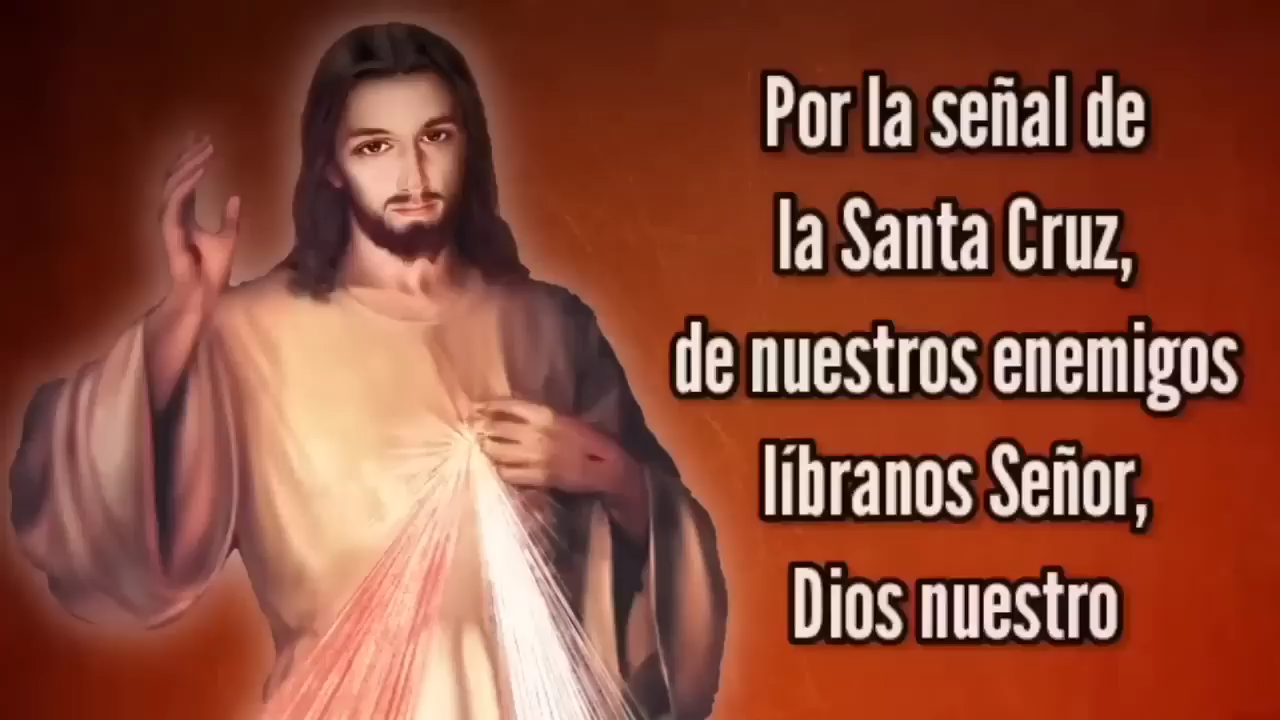 Por la señal de
la Santa Cruz,
de nuestros enemigos
líbranos Señor,
Dios nuestro